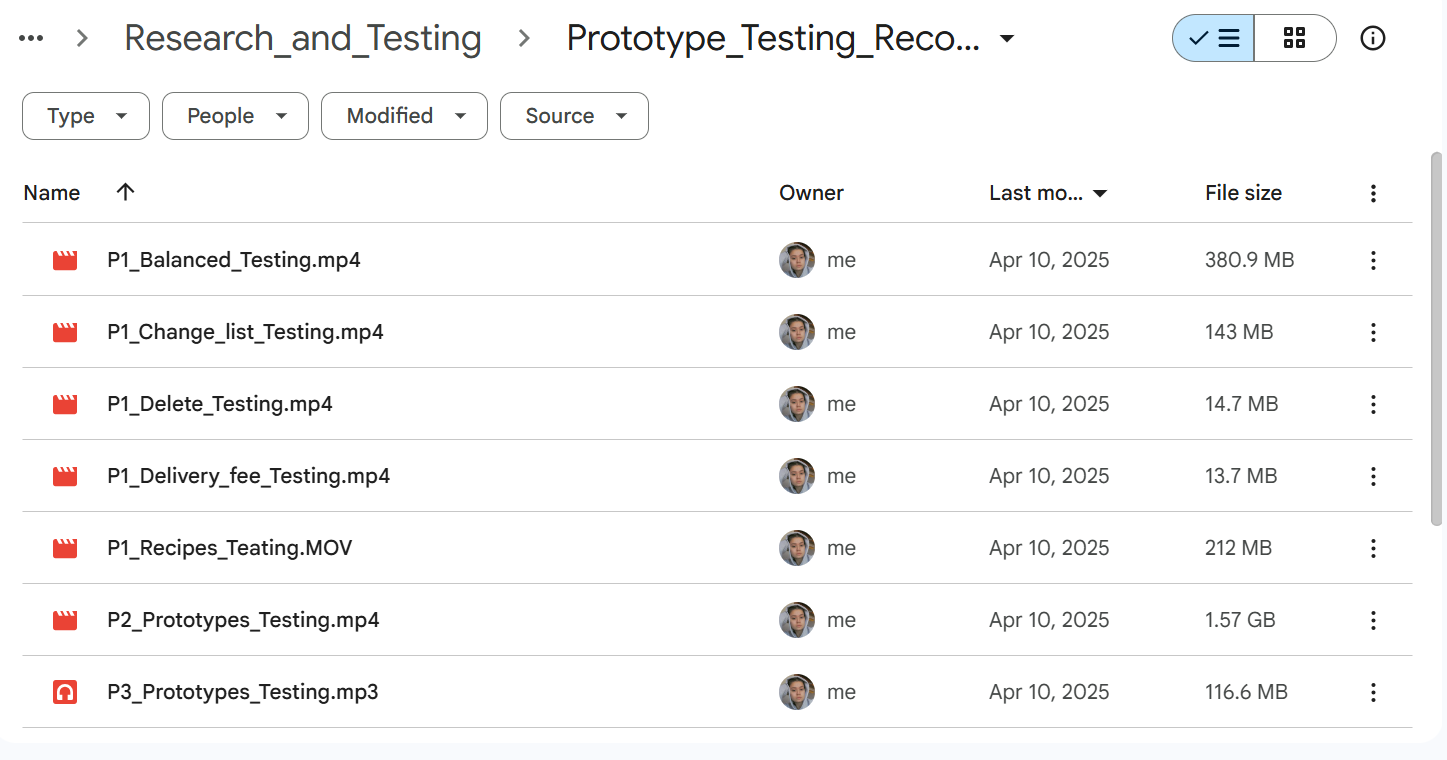 Research_and_Testing > Prototype_Testing_Reco...
Type People Modified Source
Name Owner Last mo... File size
P1_Balanced_Testing.mp4 me Apr 10, 2025 380.9 MB
P1_Change_list_Testing.mp4 me Apr 10, 2025 143 MB
P1_Delete_Testing.mp4 me Apr 10, 2025 14.7 MB
P1_Delivery_fee_Testing.mp4 me Apr 10, 2025 13.7 MB
P1_Recipes_Teating.MOV me Apr 10, 2025 212 MB
P2_Prototypes_Testing.mp4 me Apr 10, 2025 1.57 GB
P3_Prototypes_Testing.mp3 me Apr 10, 2025 116.6 MB